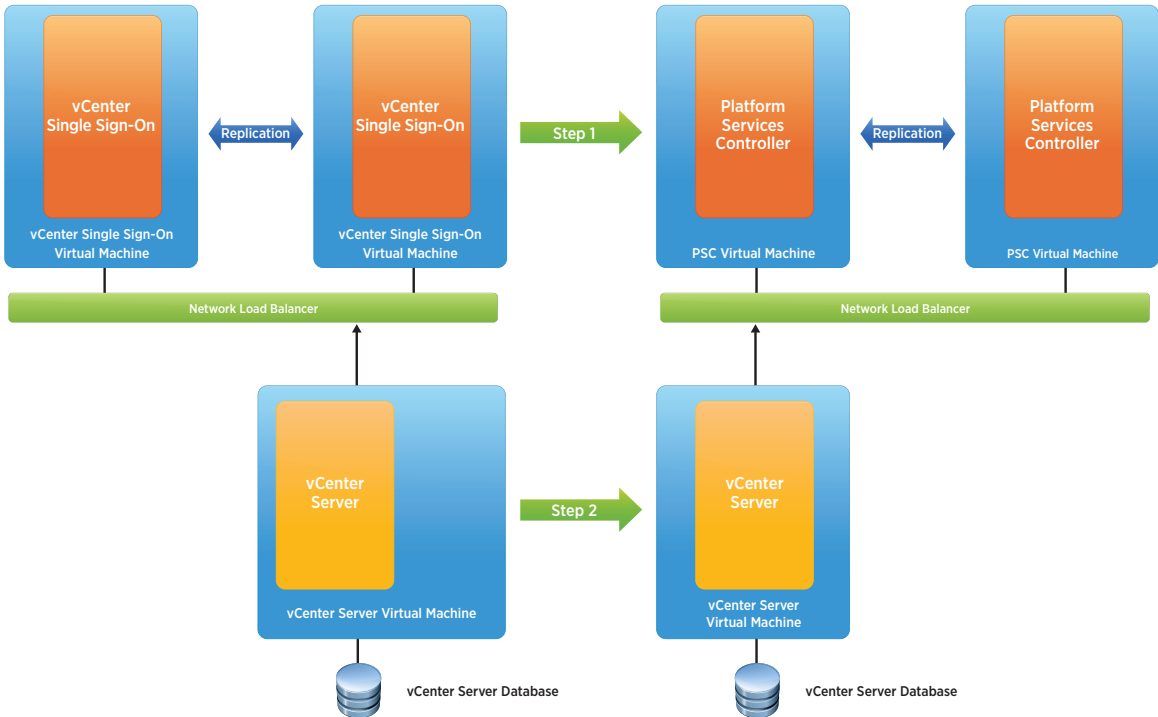 vCenter
Single Sign-On
vCenter Single Sign-On
Virtual Machine
Replication
vCenter
Single Sign-On
vCenter Single Sign-On
Virtual Machine
Step 1
Platform
Services
Controller
PSC Virtual Machine
Replication
Platform
Services
Controller
PSC Virtual Machine
Network Load Balancer
Network Load Balancer
vCenter
Server
vCenter Server Virtual Machine
Step 2
vCenter
Server
vCenter Server
Virtual Machine
vCenter Server Database
vCenter Server Database